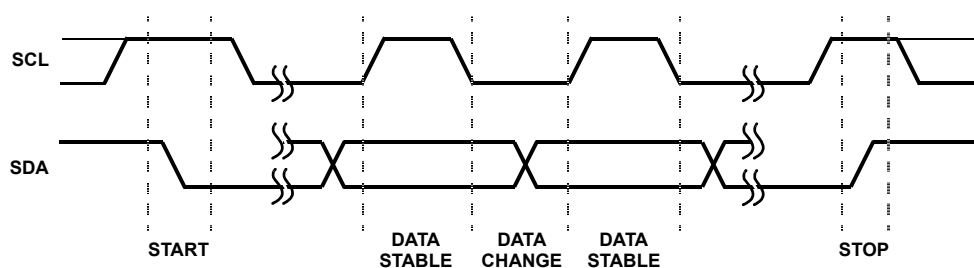 SCL
SDA
START
DATA
STABLE
DATA
CHANGE
DATA
STABLE
STOP